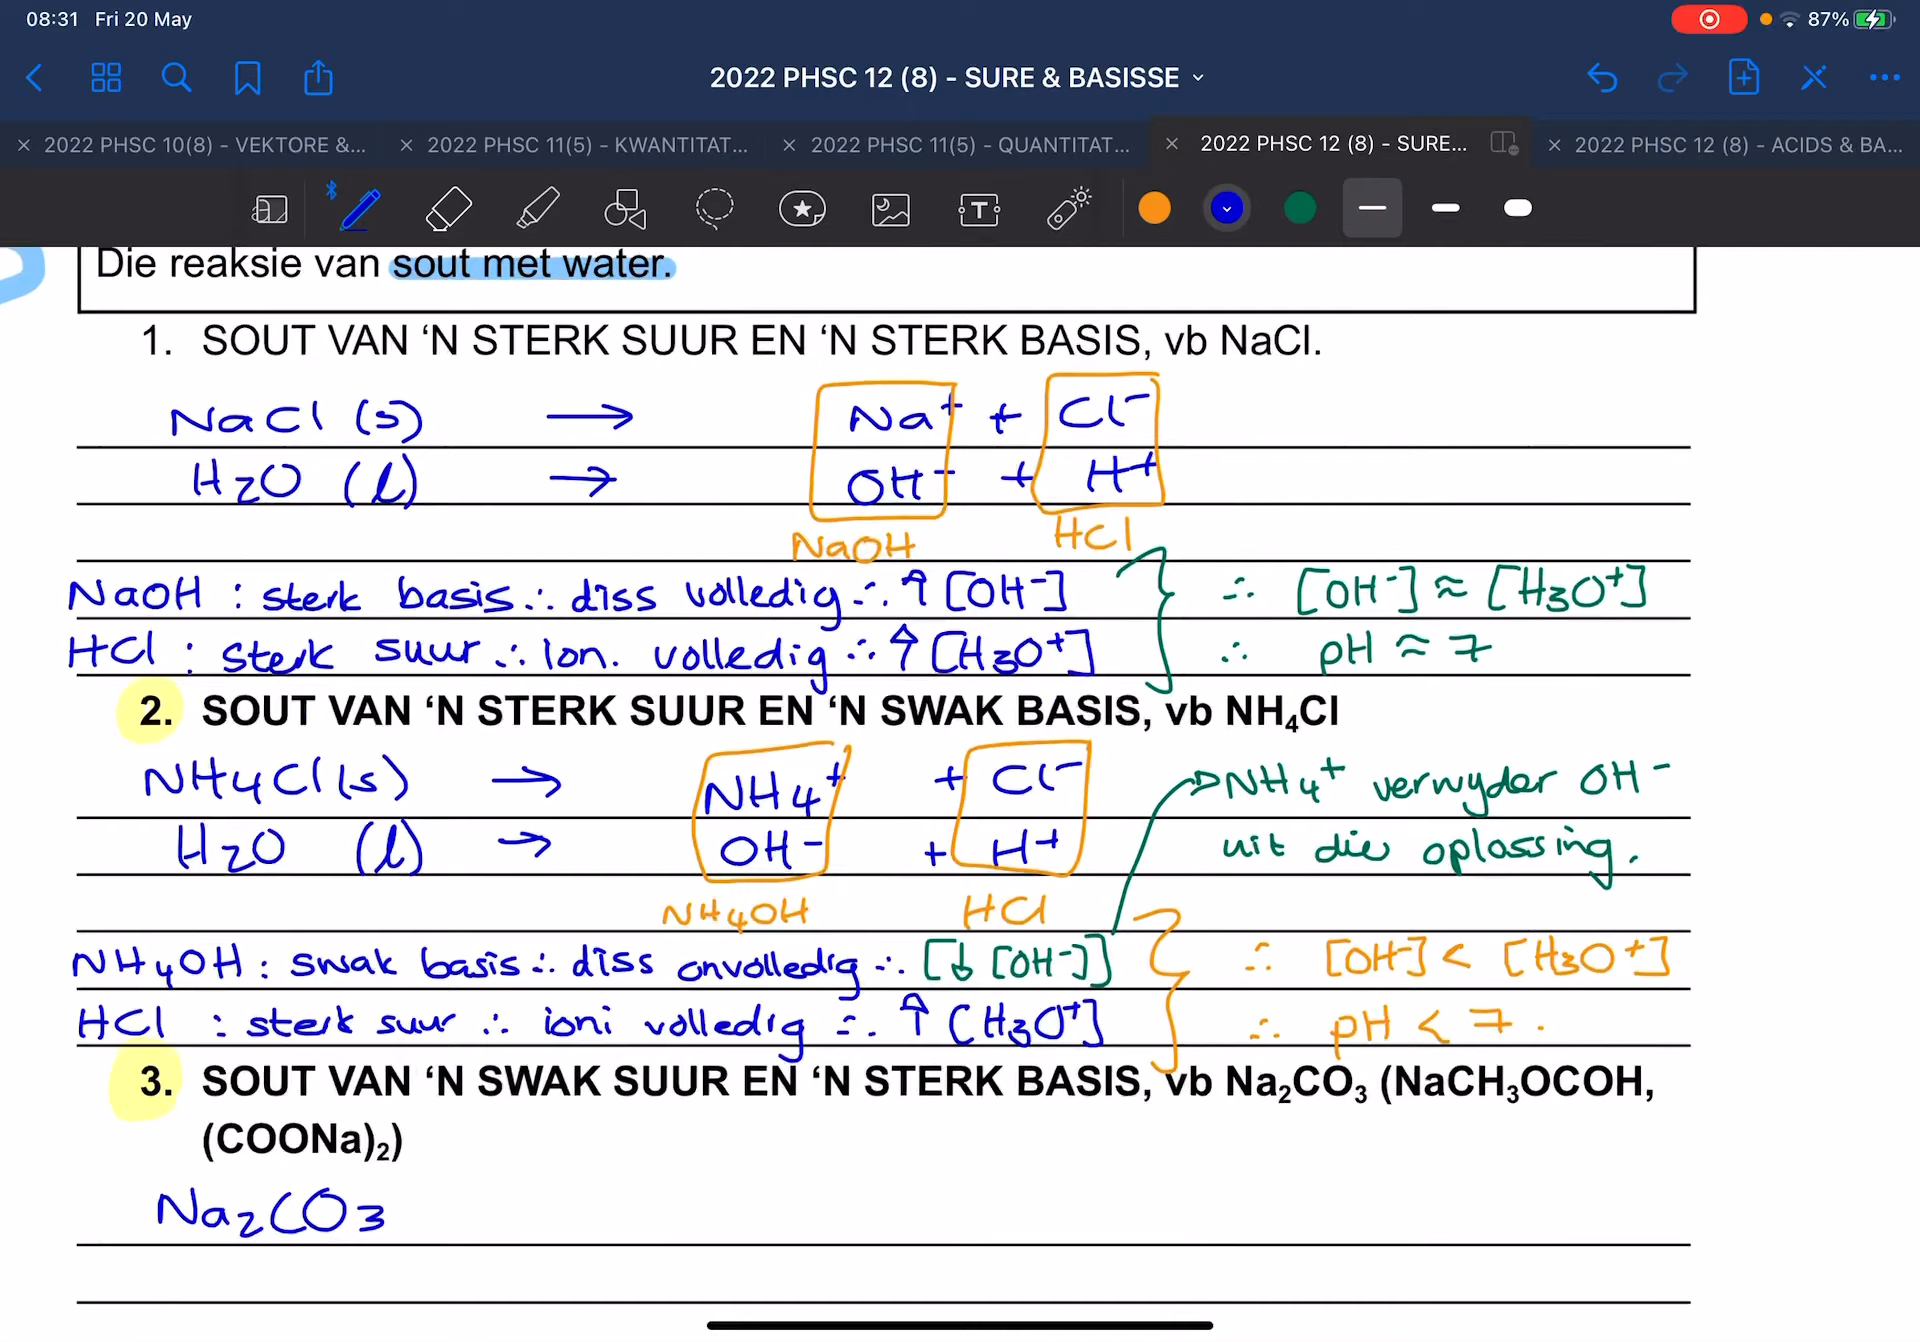 08:31 Fri 20 May
87%
2022 PHSC 12 (8) - SURE & BASISSE
2022 PHSC 10(8) - VEKTORE &...
2022 PHSC 11(5) - KWANTITAT...
2022 PHSC 11(5) - QUANTITAT...
2022 PHSC 12 (8) - SURE...
2022 PHSC 12 (8) - ACIDS & BA...
Die reaksie van sout met water.
1. SOUT VAN ‘N STERK SUUR EN ‘N STERK BASIS, vb NaCl.
NaCl (s) → Na⁺ + Cl⁻
H₂O (l) → OH⁻ + H⁺
NaOH HCl
NaOH : sterk basis ∴ diss volledig ∴ ↑ [OH⁻] ∴ [OH⁻] ≈ [H₃O⁺]
HCl : sterk suur ∴ ion. volledig ∴ ↑ [H₃O⁺] ∴ pH ≈ 7
2. SOUT VAN ‘N STERK SUUR EN ‘N SWAK BASIS, vb NH₄Cl
NH₄Cl (s) → NH₄⁺ + Cl⁻ NH₄⁺ verwyder OH⁻
H₂O (l) → OH⁻ + H⁺ uit die oplossing.
NH₄OH HCl
NH₄OH : swak basis ∴ diss onvolledig ∴ [↓ [OH⁻]] ∴ [OH⁻] < [H₃O⁺]
HCl : sterk suur ∴ ioni volledig ∴ ↑ [H₃O⁺] ∴ pH < 7 .
3. SOUT VAN ‘N SWAK SUUR EN ‘N STERK BASIS, vb Na₂CO₃ (NaCH₃OCOH,
(COONa)₂)
Na₂CO₃